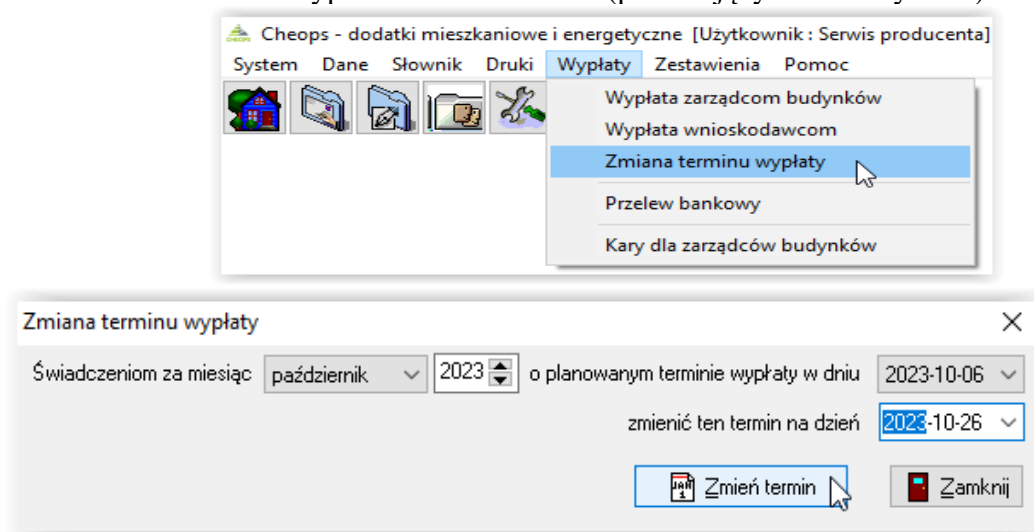 Cheops - dodatki mieszkaniowe i energetyczne [Użytkownik : Serwis producenta]
System Dane Słownik Druki Wypłaty Zestawienia Pomoc
Wypłata zarządcom budynków
Wypłata wnioskodawcom
Zmiana terminu wypłaty
Przelew bankowy
Kary dla zarządców budynków
Zmiana terminu wypłaty
Świadczeniom za miesiąc październik 2023 o planowanym terminie wypłaty w dniu 2023-10-06
zmienić ten termin na dzień 2023-10-26
Zmień termin Zamknij